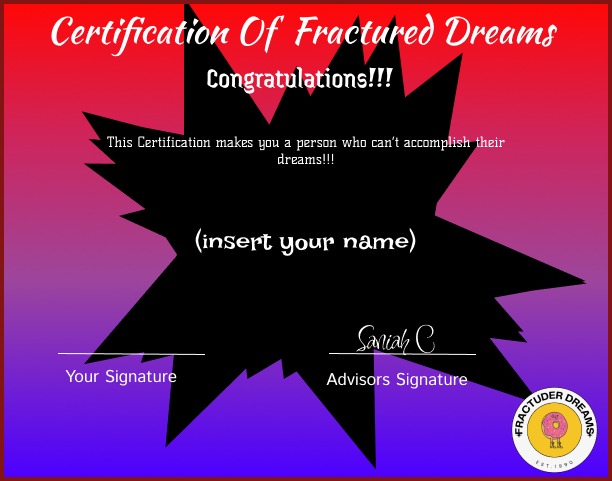 Certification Of Fractured Dreams
Congratulations!!!
This Certification makes you a person who can't accomplish their
dreams!!!
(insert your name)
Saniah C
Your Signature
Advisors Signature
FRACTUDER DREAMS
EST.1990